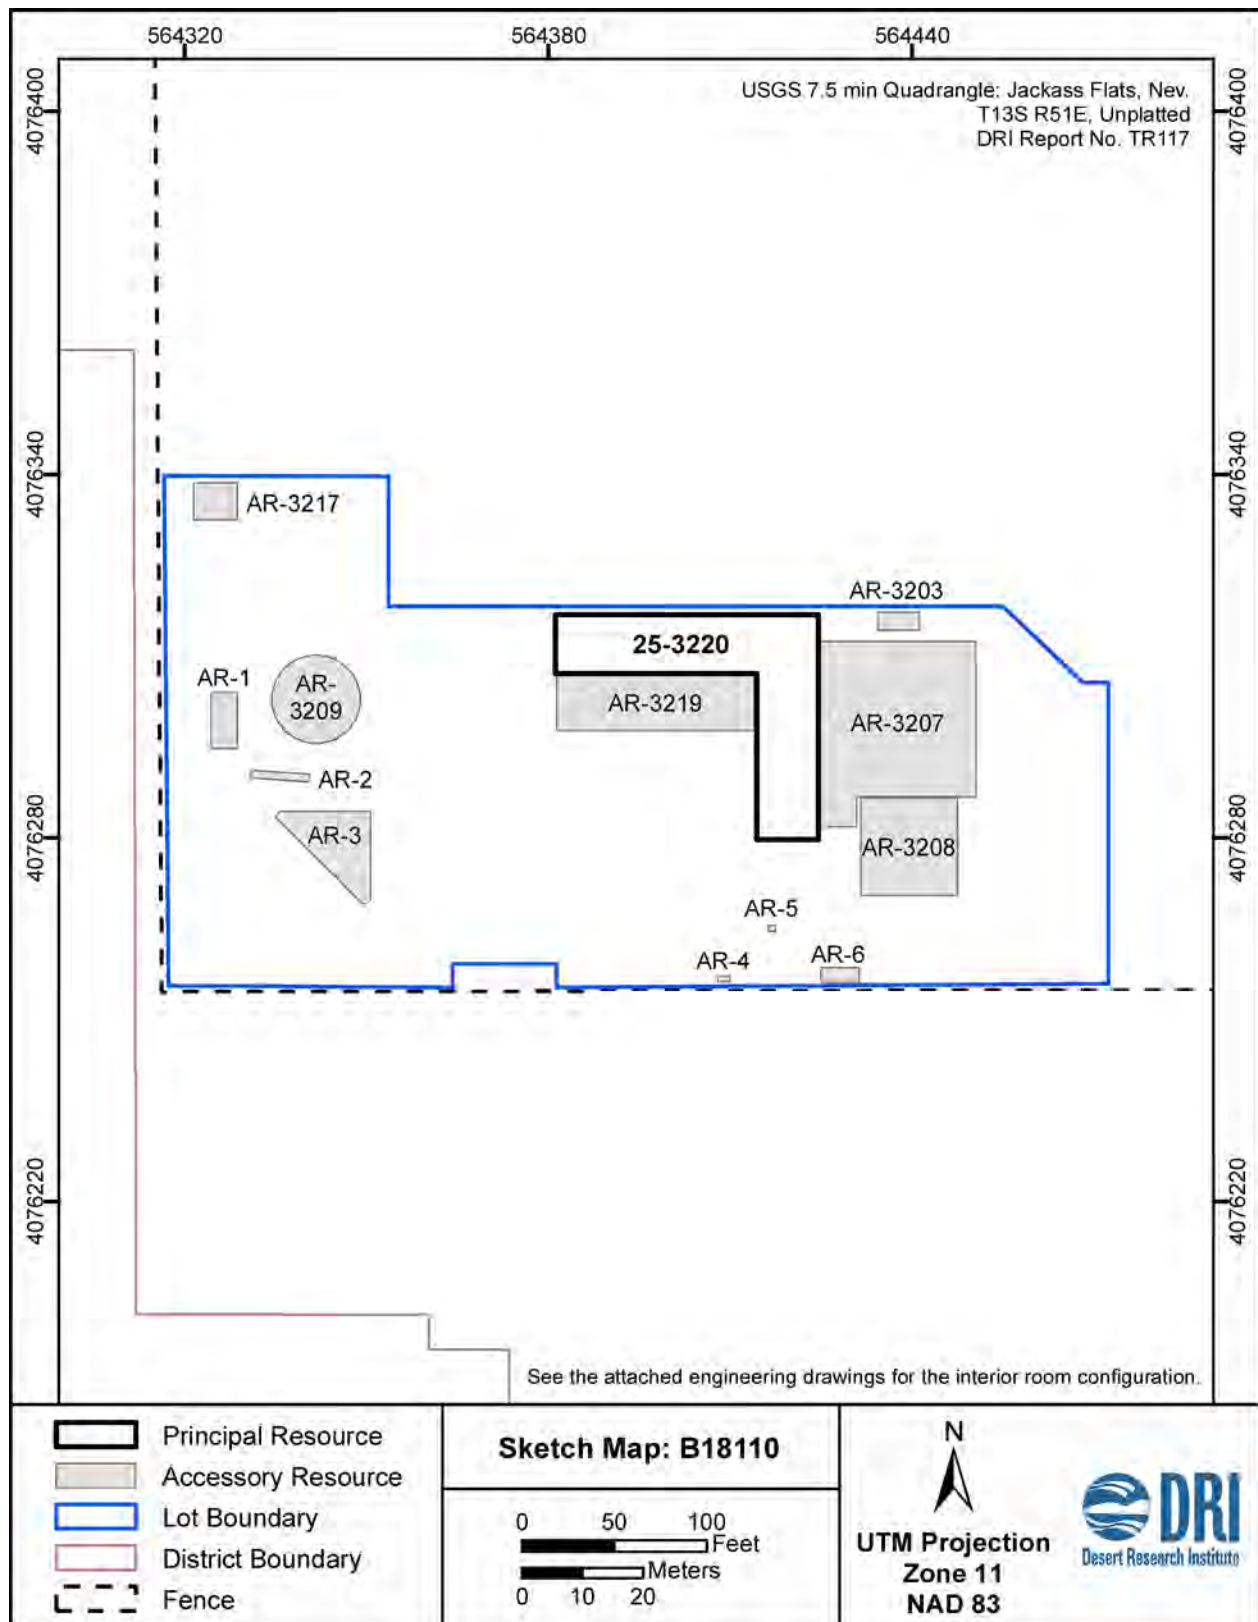 564320
564380
564440
4076400
4076400
USGS 7.5 min Quadrangle: Jackass Flats, Nev.
T13S R51E, Unplatted
DRI Report No. TR117
4076340
4076340
AR-3217
AR-3203
25-3220
AR-1
AR-
3209
AR-3219
AR-3207
AR-2
AR-3
4076280
4076280
AR-3208
AR-5
AR-4
AR-6
4076220
4076220
See the attached engineering drawings for the interior room configuration.
Principal Resource
Accessory Resource
Lot Boundary
District Boundary
Fence
Sketch Map: B18110
0 50 100
Feet
Meters
0 10 20
N
UTM Projection
Zone 11
NAD 83
DRI
Desert Research Institute